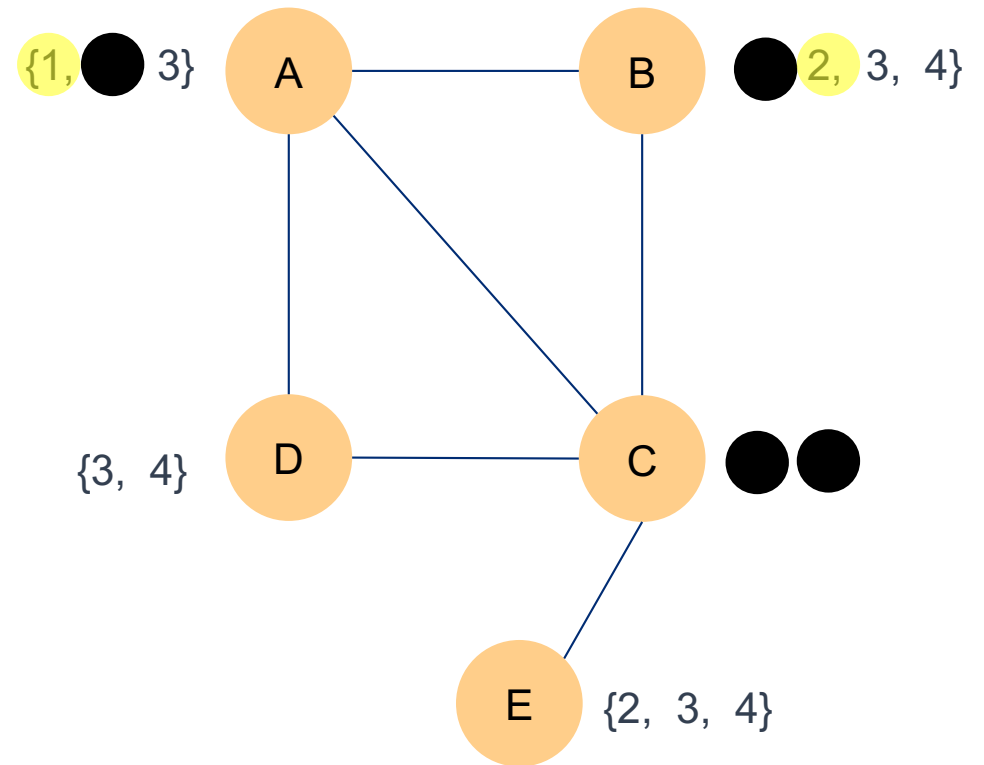 {1, 3} A B 2, 3, 4}
{3, 4} D C
E {2, 3, 4}